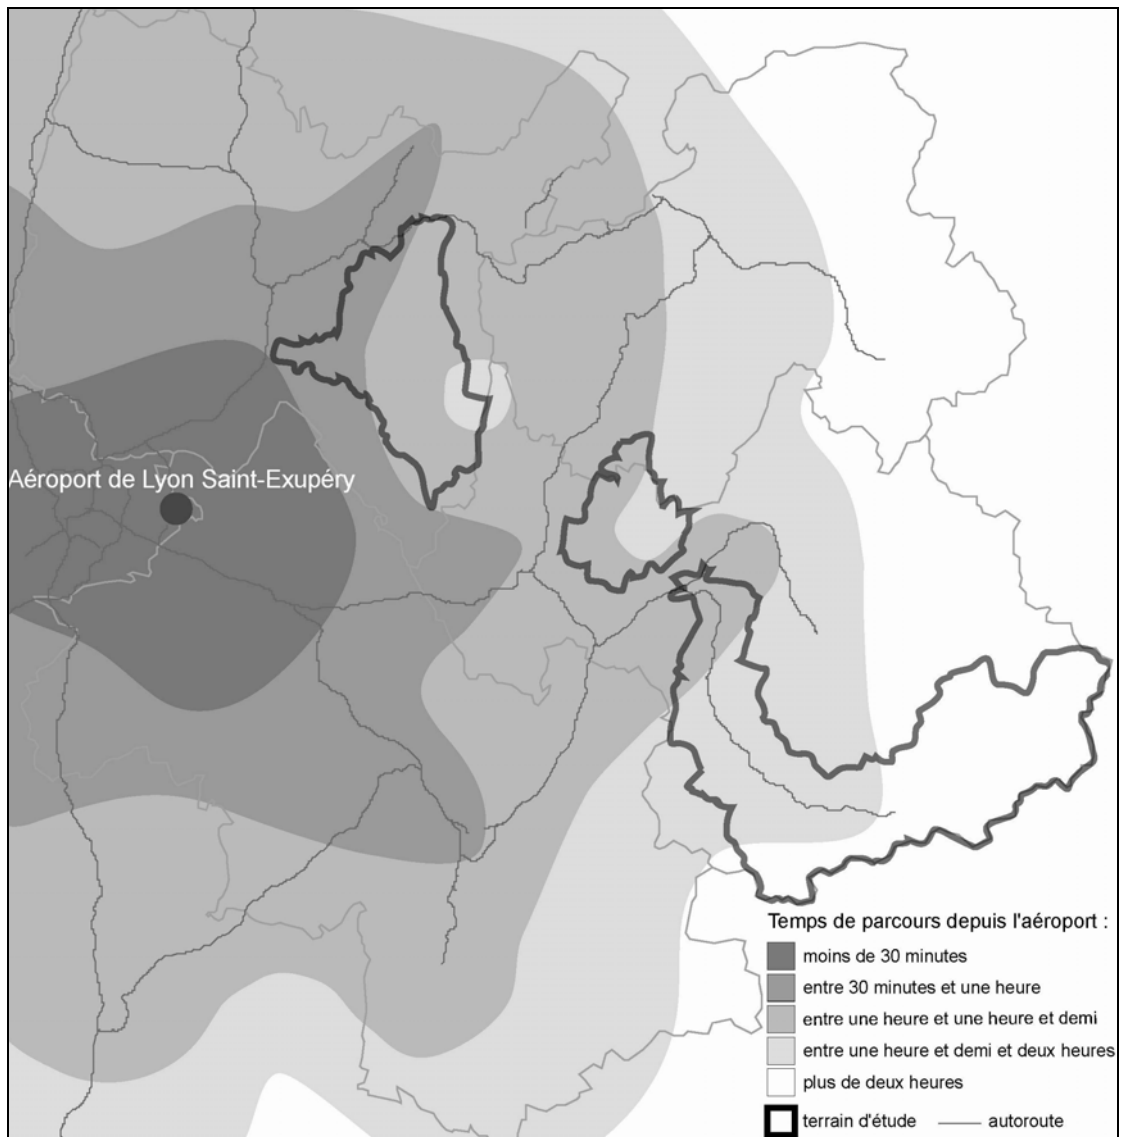 Aéroport de Lyon Saint-Exupéry
Temps de parcours depuis l'aéroport :
moins de 30 minutes
entre 30 minutes et une heure
entre une heure et une heure et demi
entre une heure et demi et deux heures
plus de deux heures
terrain d'étude
autoroute